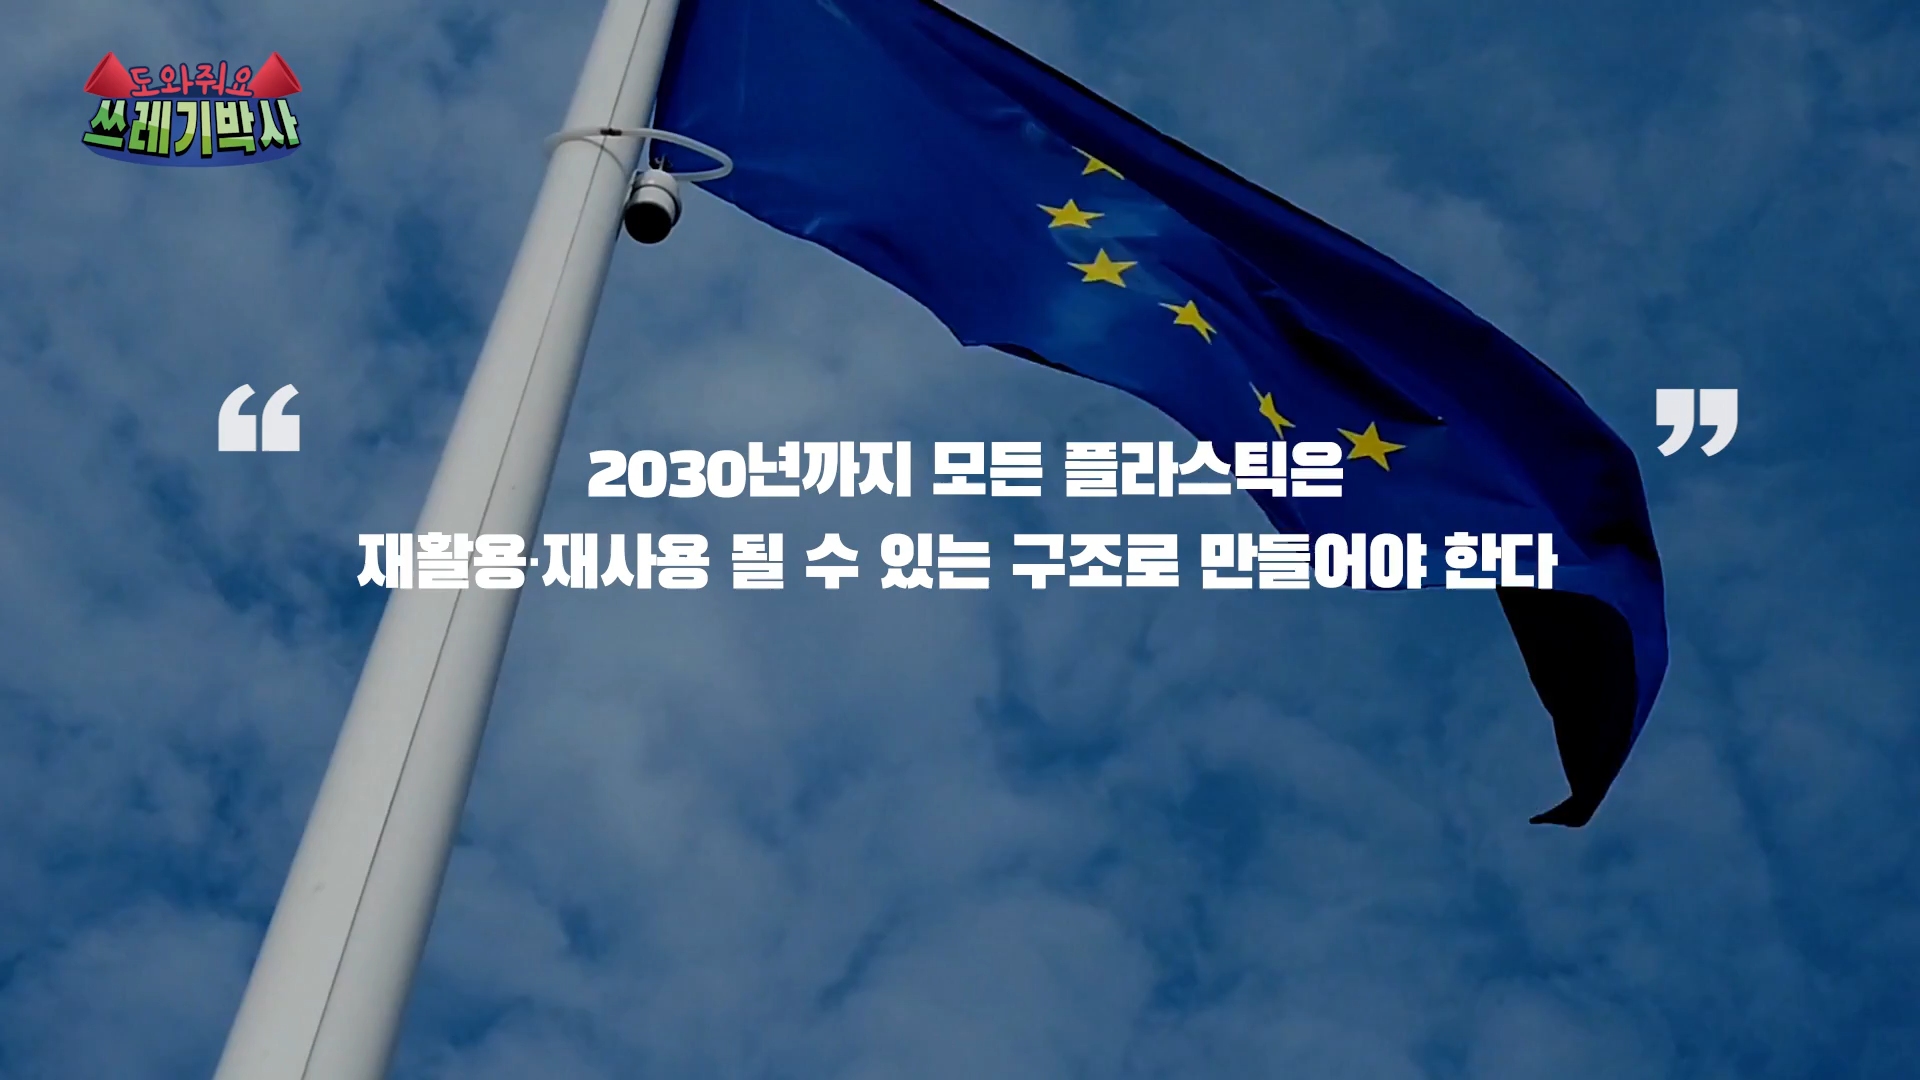 도와줘요
쓰레기박사
“ ”
2030년까지 모든 플라스틱은
재활용·재사용 될 수 있는 구조로 만들어야 한다